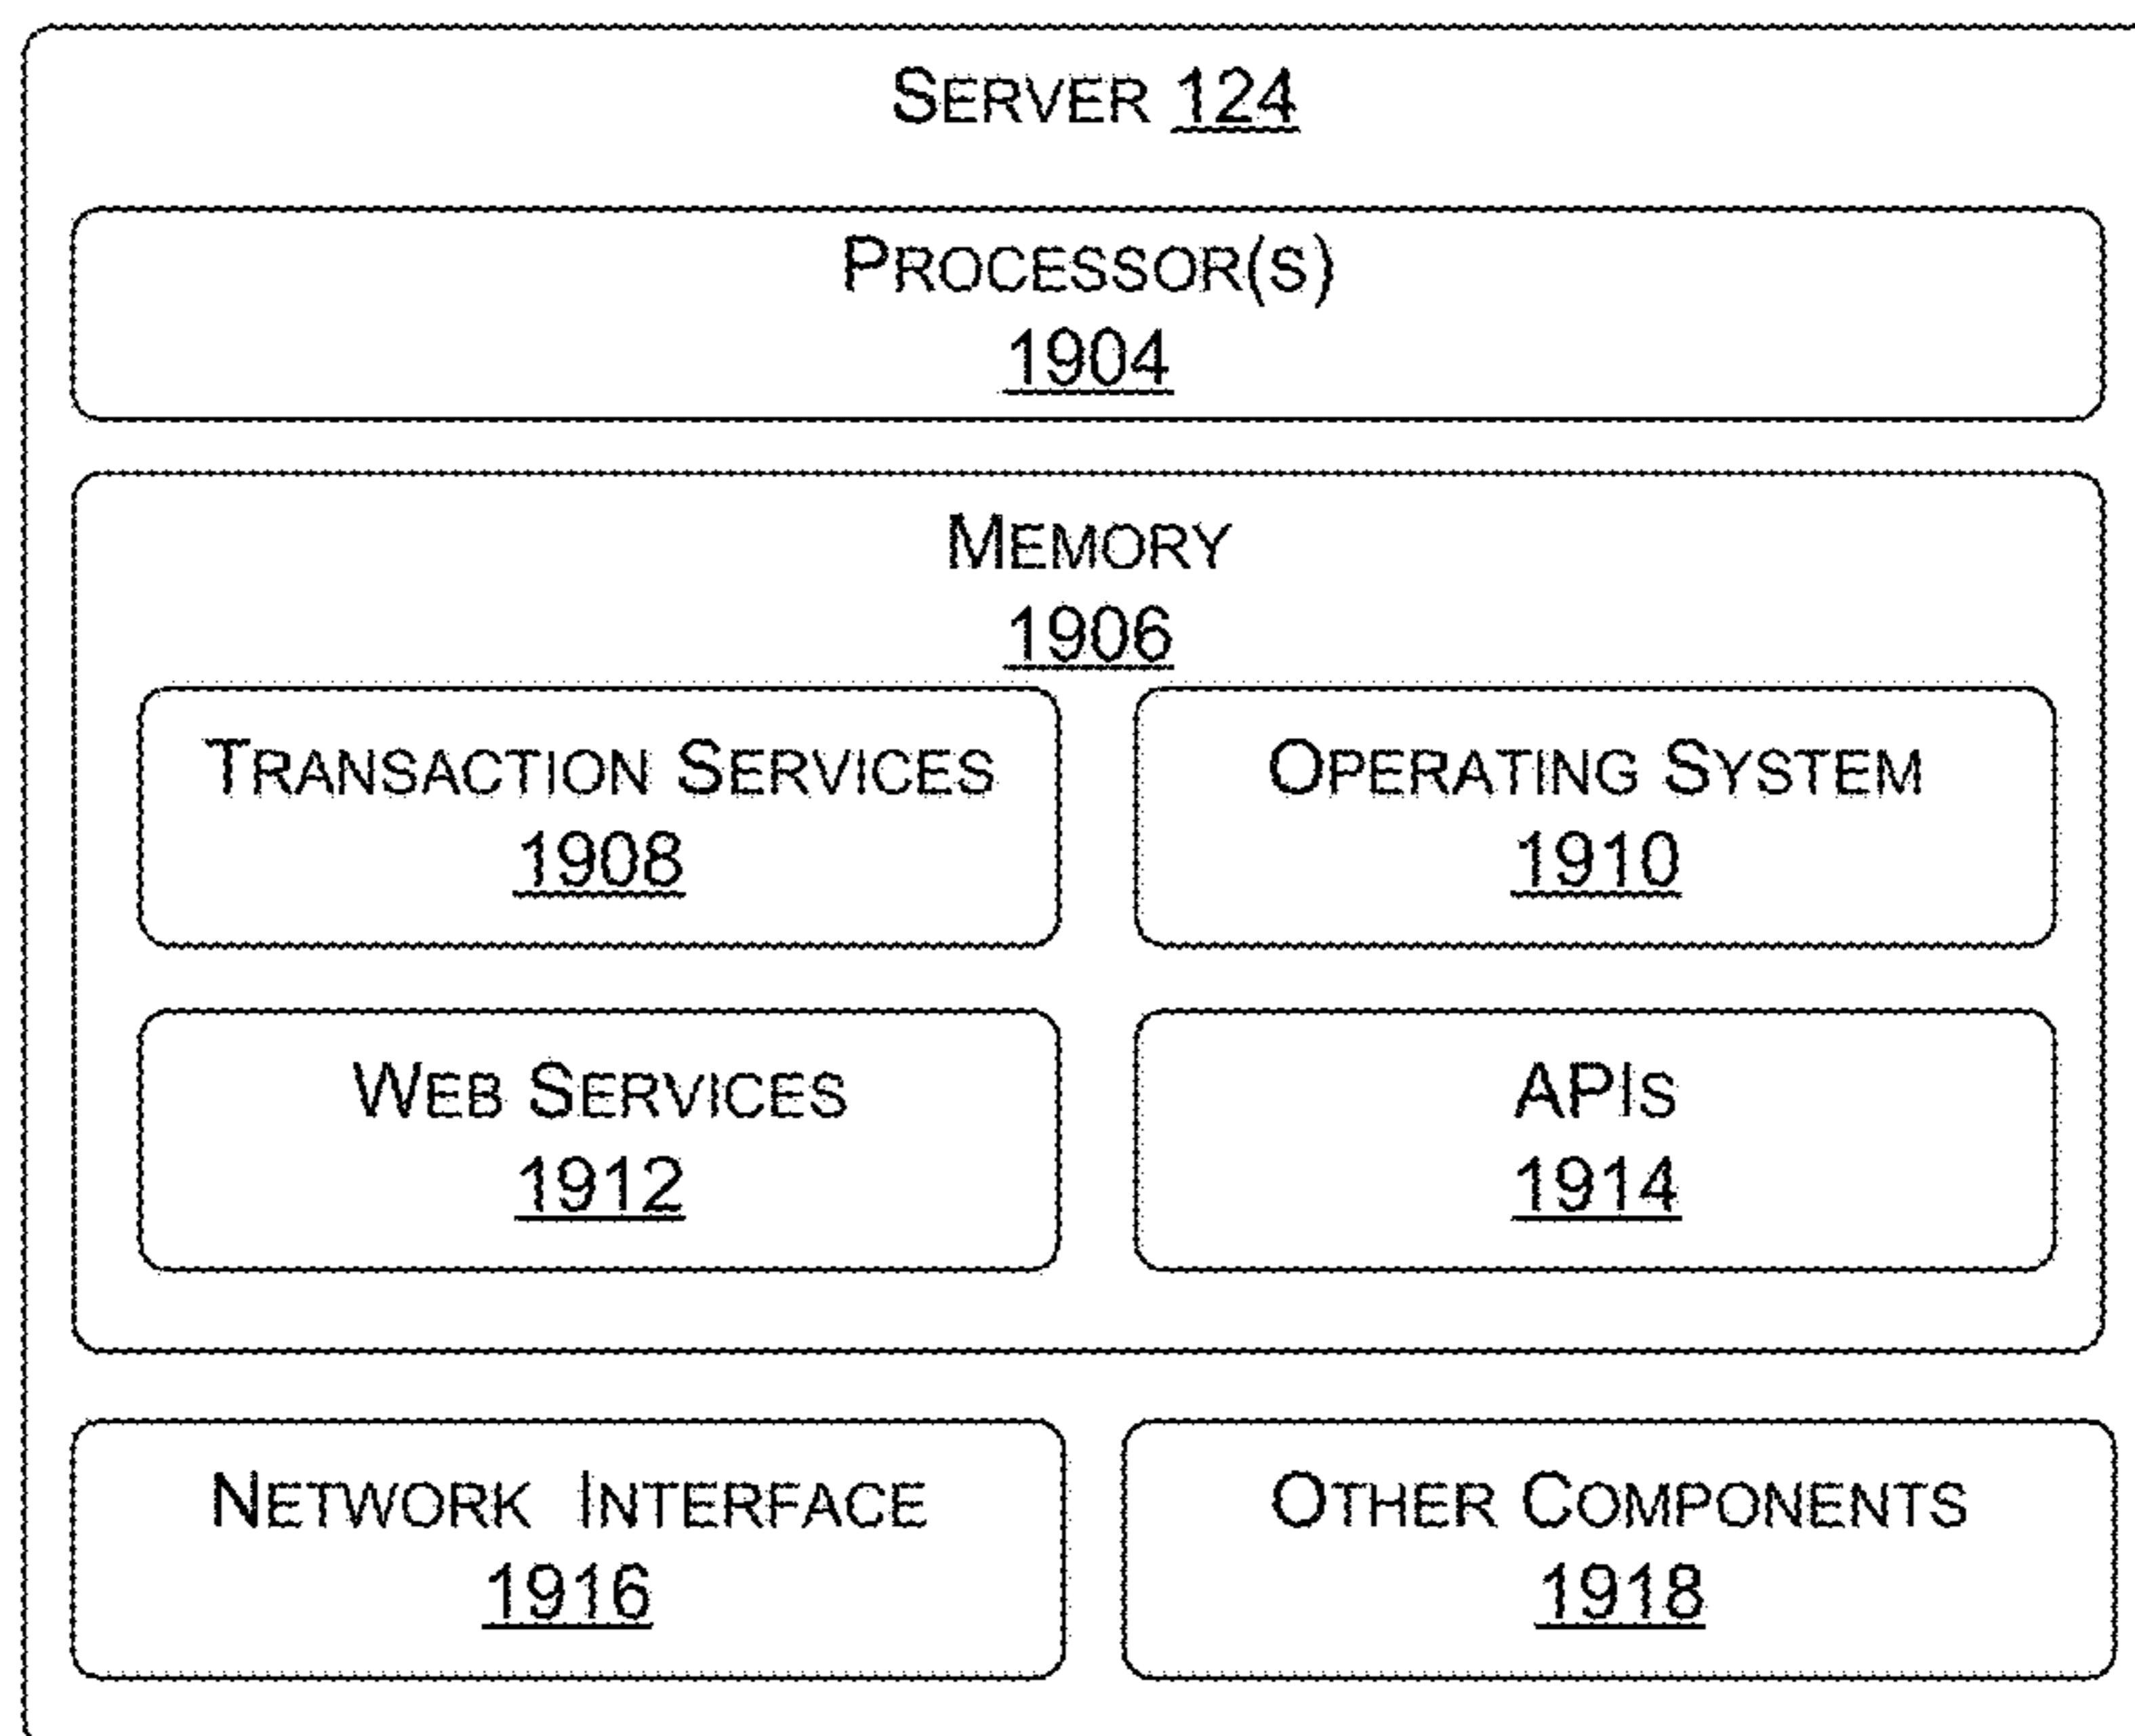 SERVER 124
PROCESSOR(S)
1904
MEMORY
1906
TRANSACTION SERVICES
1908
OPERATING SYSTEM
1910
WEB SERVICES
1912
APIS
1914
NETWORK INTERFACE
1916
OTHER COMPONENTS
1918